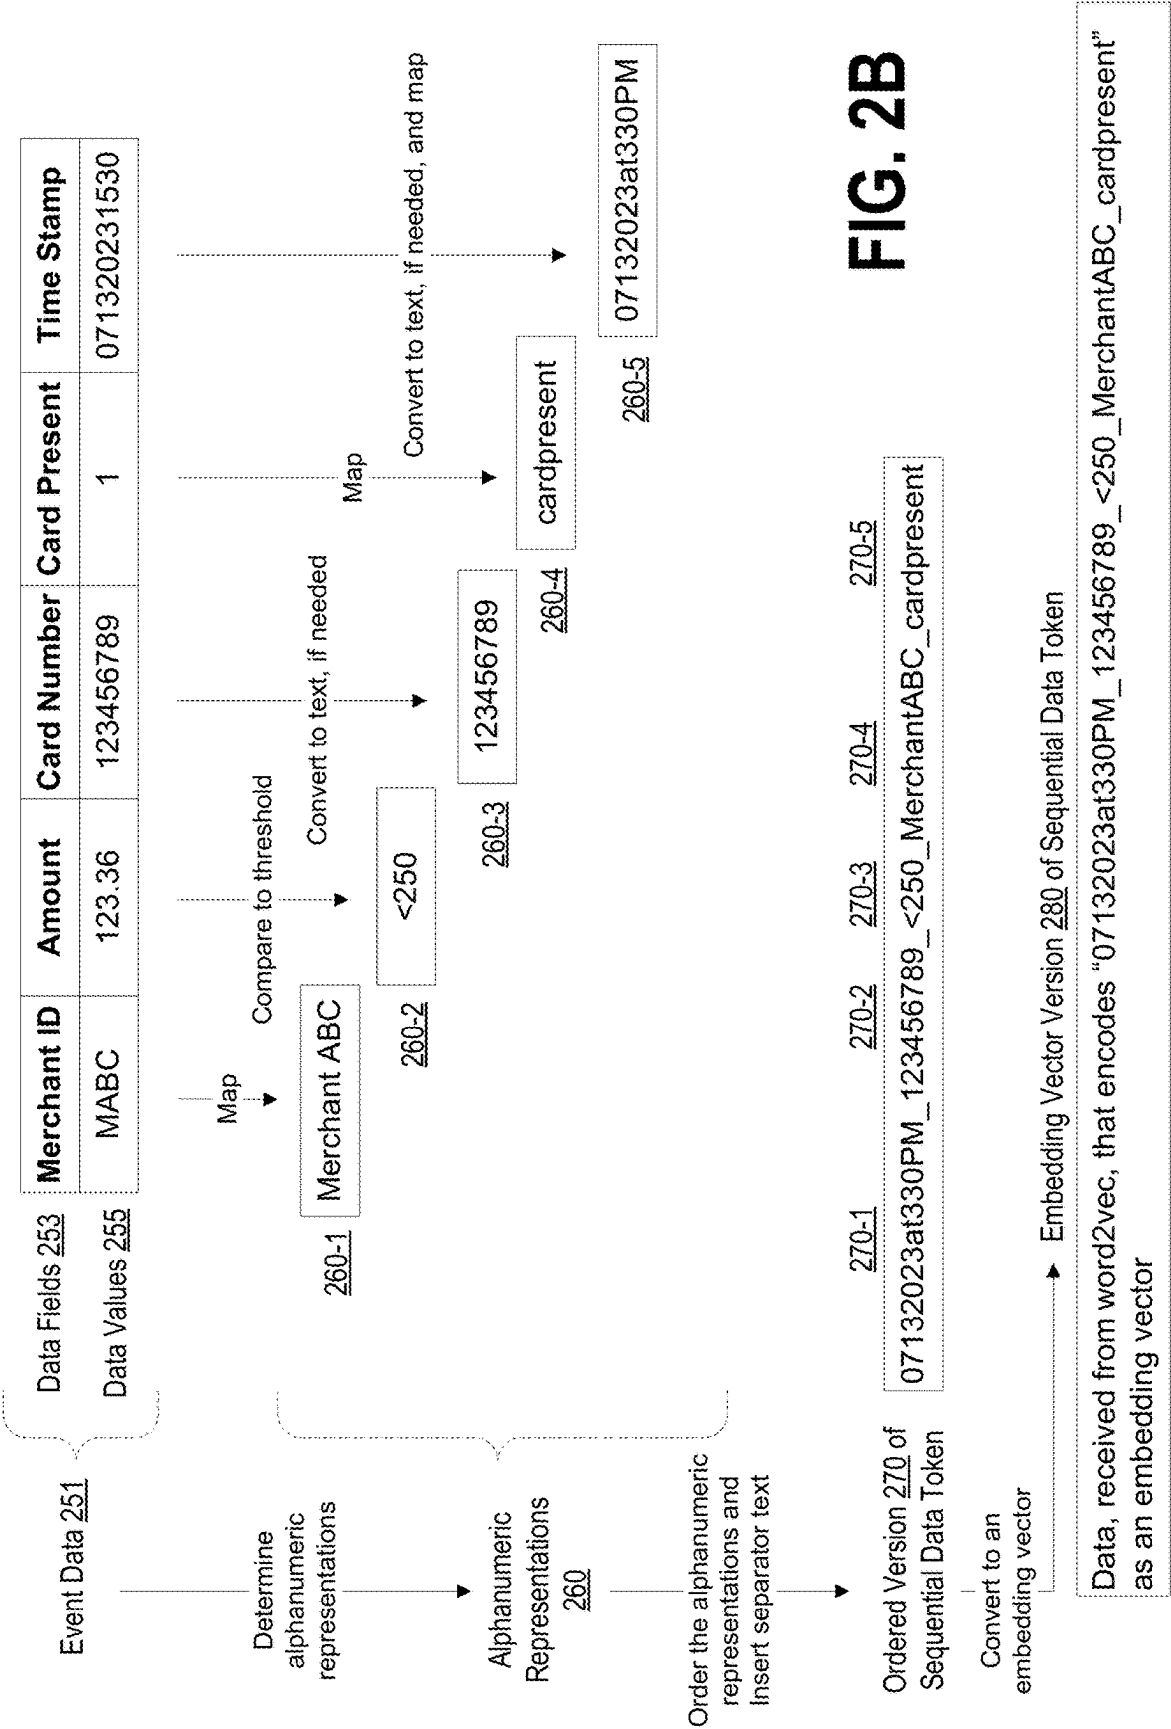 Event Data 251
Data Fields 253
Data Values 255
Merchant ID	Amount	Card Number	Card Present	Time Stamp
MABC	123.36	123456789	1	071320231530
Determine
alphanumeric
representations
Map
Compare to threshold
Convert to text, if needed
Map
Convert to text, if needed, and map
Alphanumeric
Representations
260
Merchant ABC
260-1
<250
260-2
123456789
260-3
cardpresent
260-4
07132023at330PM
260-5
Order the alphanumeric
representations and
Insert separator text
270-1 270-2 270-3 270-4 270-5
Ordered Version 270 of
Sequential Data Token
07132023at330PM_123456789_<250_MerchantABC_cardpresent
Convert to an
embedding vector
Embedding Vector Version 280 of Sequential Data Token
Data, received from word2vec, that encodes “07132023at330PM_123456789_<250_MerchantABC_cardpresent”
as an embedding vector
FIG. 2B